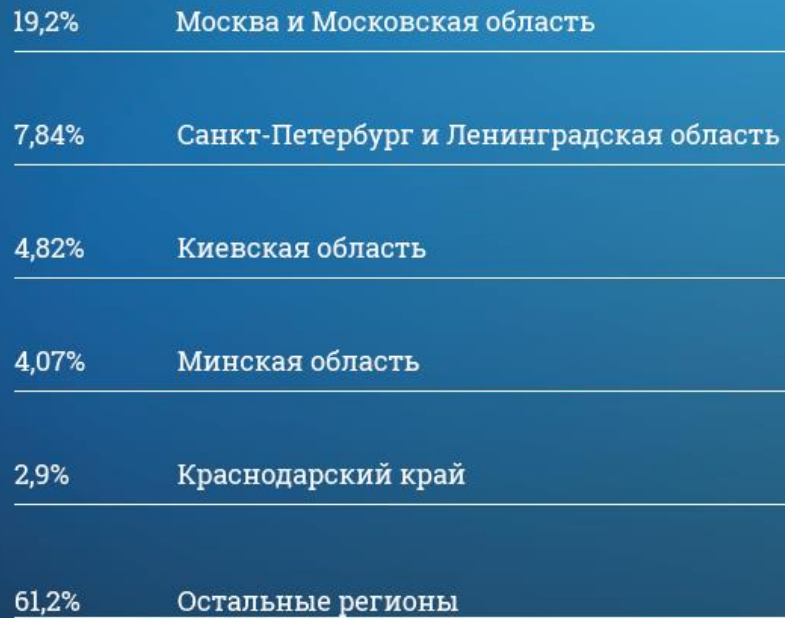 19,2% Москва и Московская область
7,84% Санкт-Петербург и Ленинградская область
4,82% Киевская область
4,07% Минская область
2,9% Краснодарский край
61,2% Остальные регионы